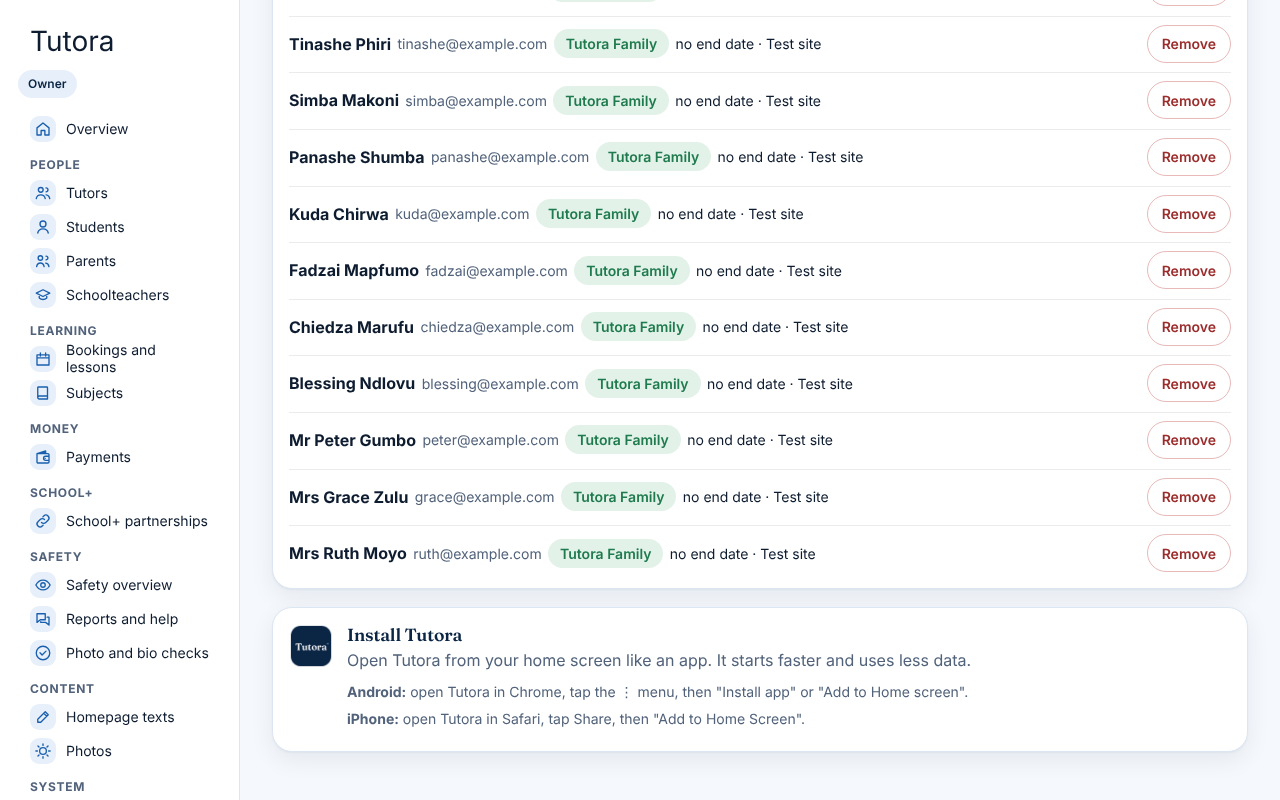 Tutora
Owner
Overview
PEOPLE
Tutors
Students
Parents
Schoolteachers
LEARNING
Bookings and
lessons
Subjects
MONEY
Payments
SCHOOL+
School+ partnerships
SAFETY
Safety overview
Reports and help
Photo and bio checks
CONTENT
Homepage texts
Photos
SYSTEM
Tinashe Phiri tinashe@example.com Tutora Family no end date · Test site Remove
Simba Makoni simba@example.com Tutora Family no end date · Test site Remove
Panashe Shumba panashe@example.com Tutora Family no end date · Test site Remove
Kuda Chirwa kuda@example.com Tutora Family no end date · Test site Remove
Fadzai Mapfumo fadzai@example.com Tutora Family no end date · Test site Remove
Chiedza Marufu chiedza@example.com Tutora Family no end date · Test site Remove
Blessing Ndlovu blessing@example.com Tutora Family no end date · Test site Remove
Mr Peter Gumbo peter@example.com Tutora Family no end date · Test site Remove
Mrs Grace Zulu grace@example.com Tutora Family no end date · Test site Remove
Mrs Ruth Moyo ruth@example.com Tutora Family no end date · Test site Remove
Tutora
Install Tutora
Open Tutora from your home screen like an app. It starts faster and uses less data.
Android: open Tutora in Chrome, tap the ⋮ menu, then "Install app" or "Add to Home screen".
iPhone: open Tutora in Safari, tap Share, then "Add to Home Screen".